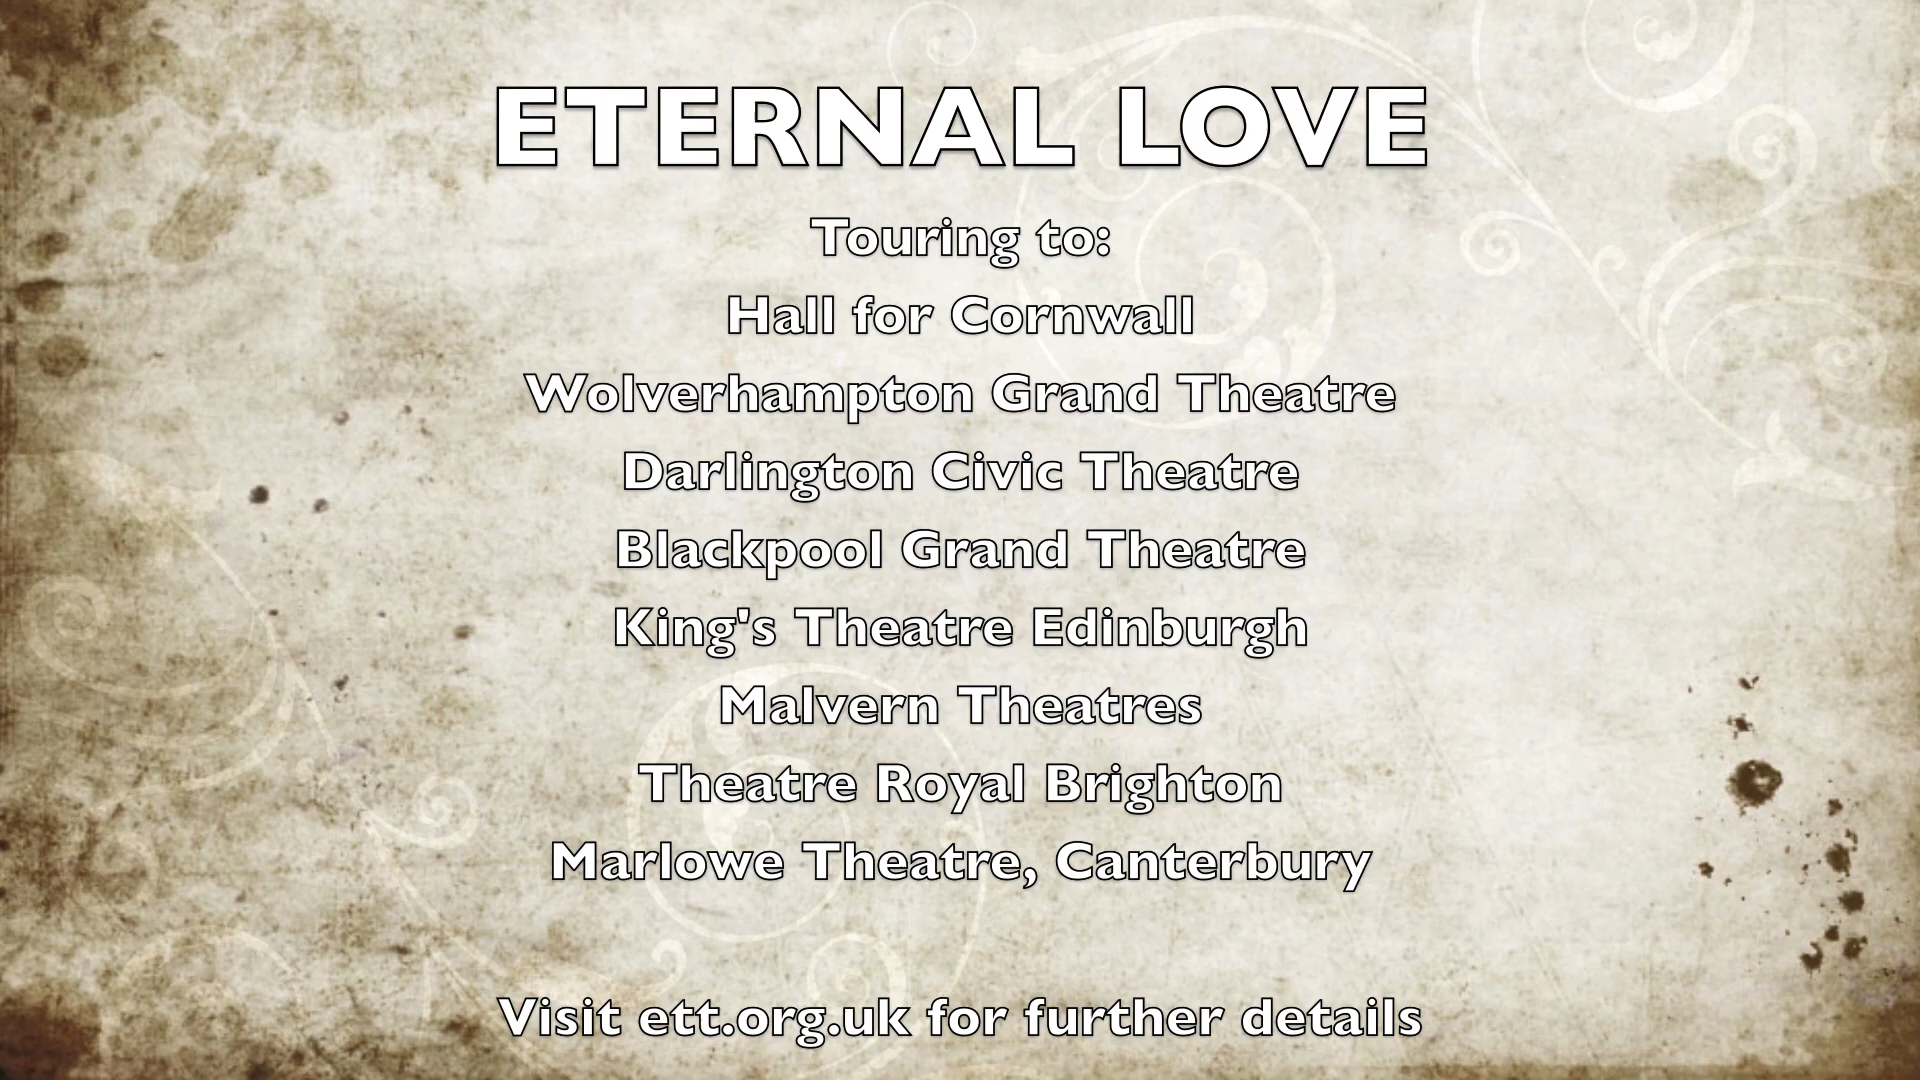 ETERNAL LOVE
Touring to:
Hall for Cornwall
Wolverhampton Grand Theatre
Darlington Civic Theatre
Blackpool Grand Theatre
King's Theatre Edinburgh
Malvern Theatres
Theatre Royal Brighton
Marlowe Theatre, Canterbury
Visit ett.org.uk for further details